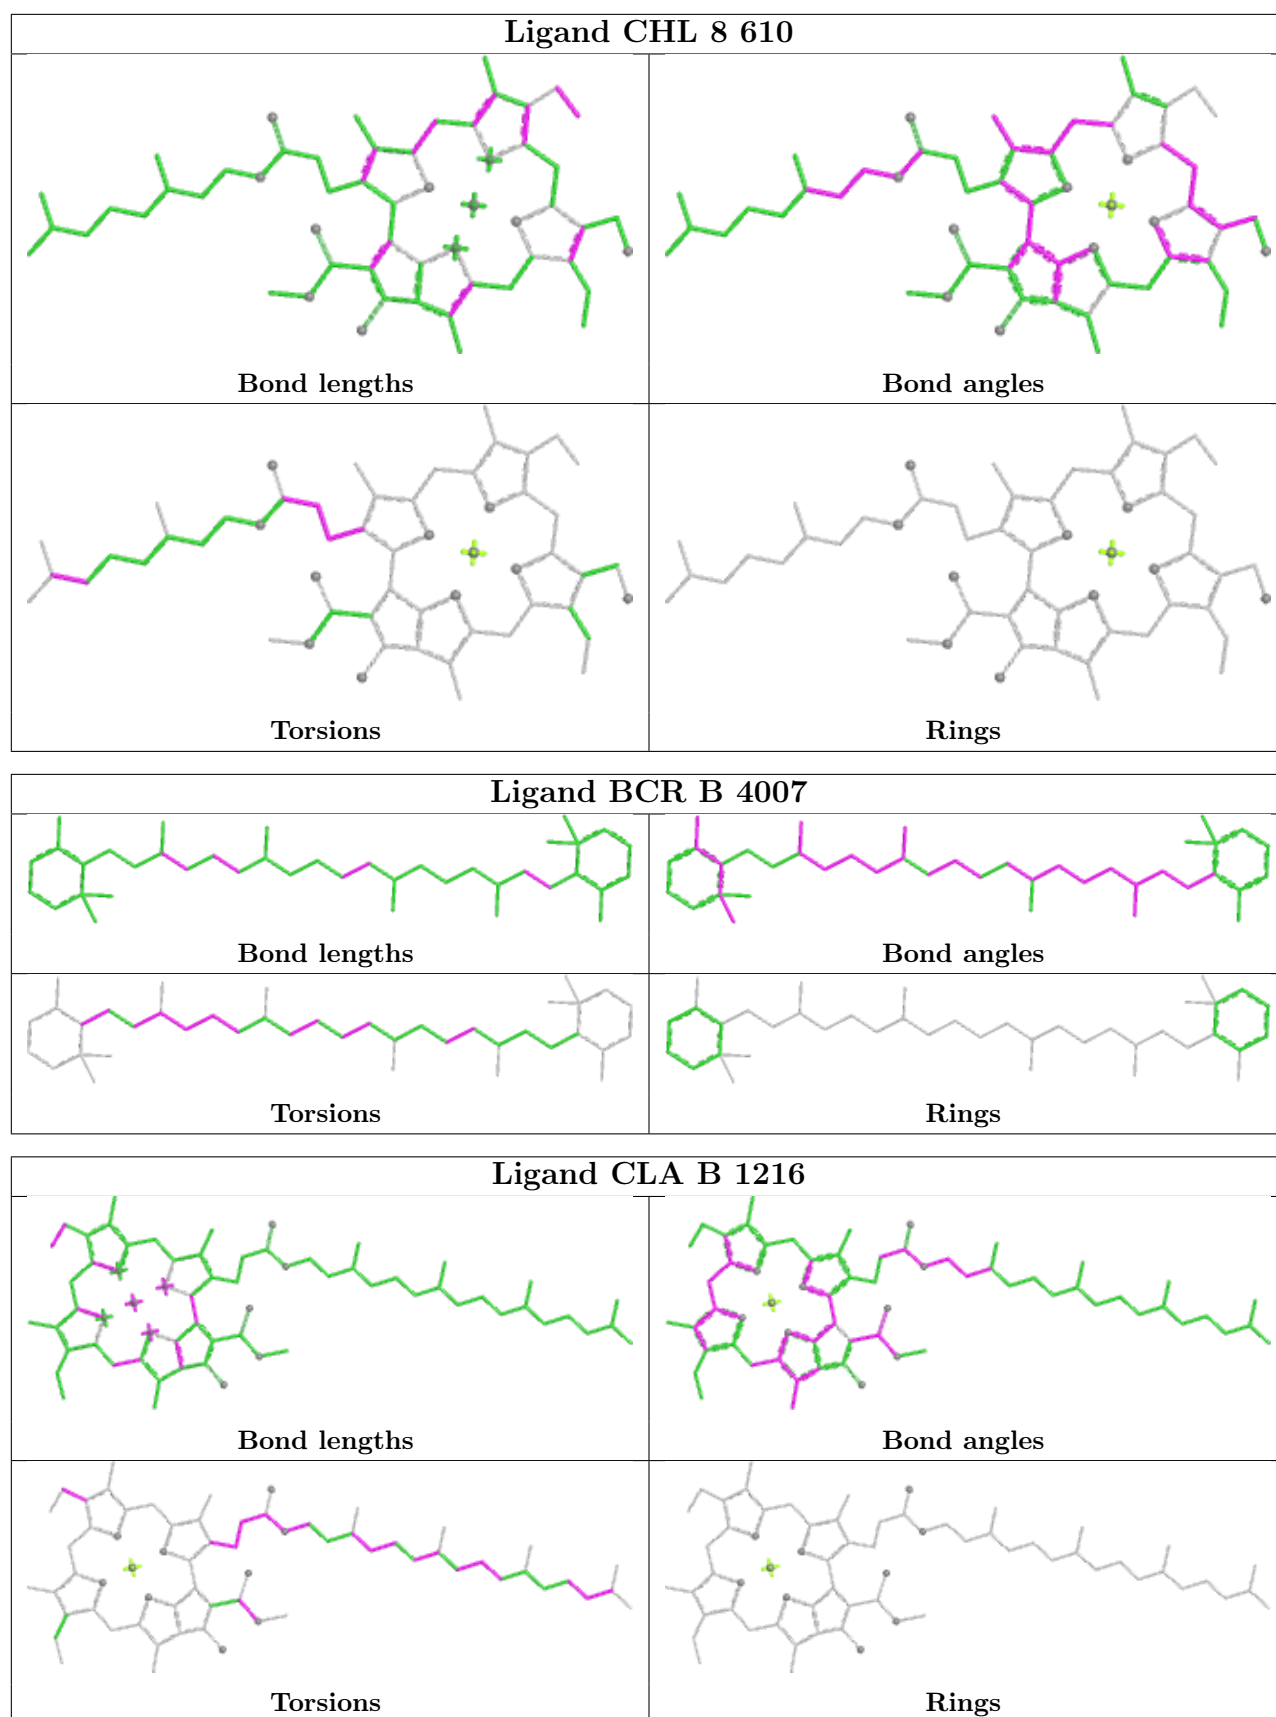 Ligand CHL 8 610
Bond lengths
Bond angles
Torsions
Rings
Ligand BCR B 4007
Bond lengths
Bond angles
Torsions
Rings
Ligand CLA B 1216
Bond lengths
Bond angles
Torsions
Rings